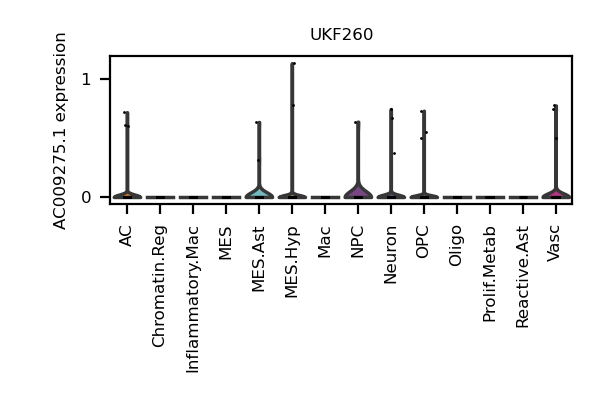 UKF260
AC009275.1 expression
1
0
AC
Chromatin.Reg
Inflammatory.Mac
MES
MES.Ast
MES.Hyp
Mac
NPC
Neuron
OPC
Oligo
Prolif.Metab
Reactive.Ast
Vasc